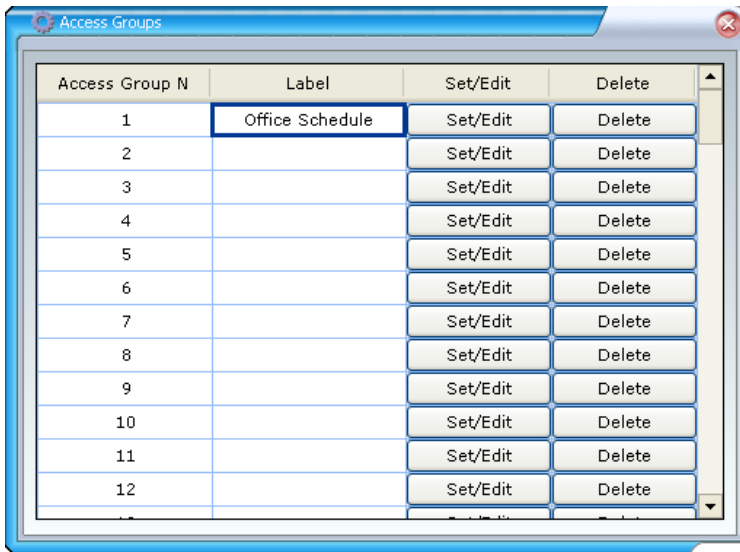 Access Groups
Access Group N Label Set/Edit Delete
1 Office Schedule Set/Edit Delete
2 Set/Edit Delete
3 Set/Edit Delete
4 Set/Edit Delete
5 Set/Edit Delete
6 Set/Edit Delete
7 Set/Edit Delete
8 Set/Edit Delete
9 Set/Edit Delete
10 Set/Edit Delete
11 Set/Edit Delete
12 Set/Edit Delete